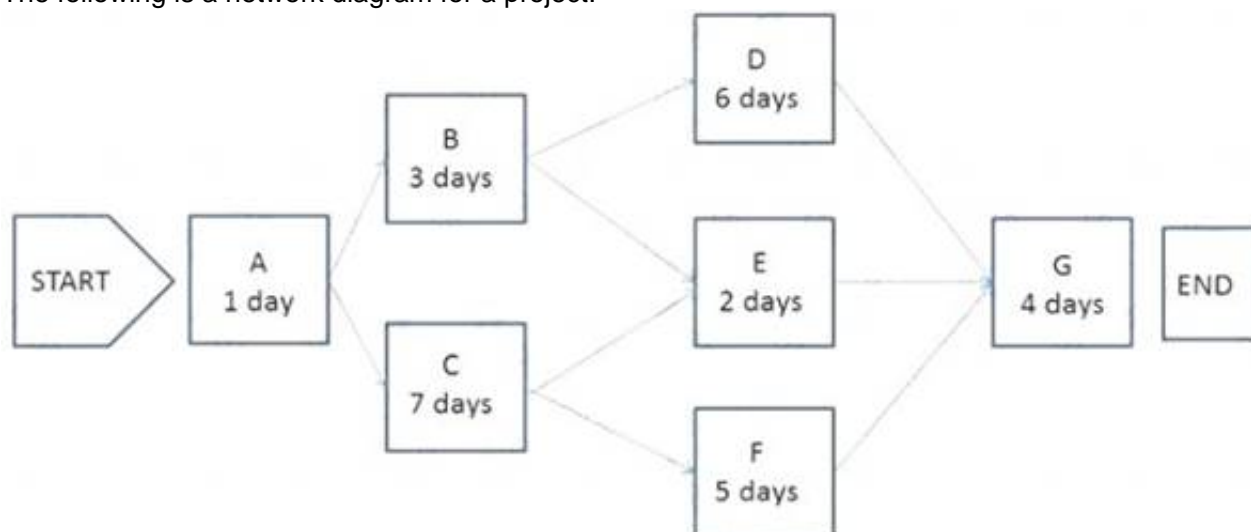 The following is a network diagram for a project.
START
A
1 day
B
3 days
C
7 days
D
6 days
E
2 days
F
5 days
G
4 days
END